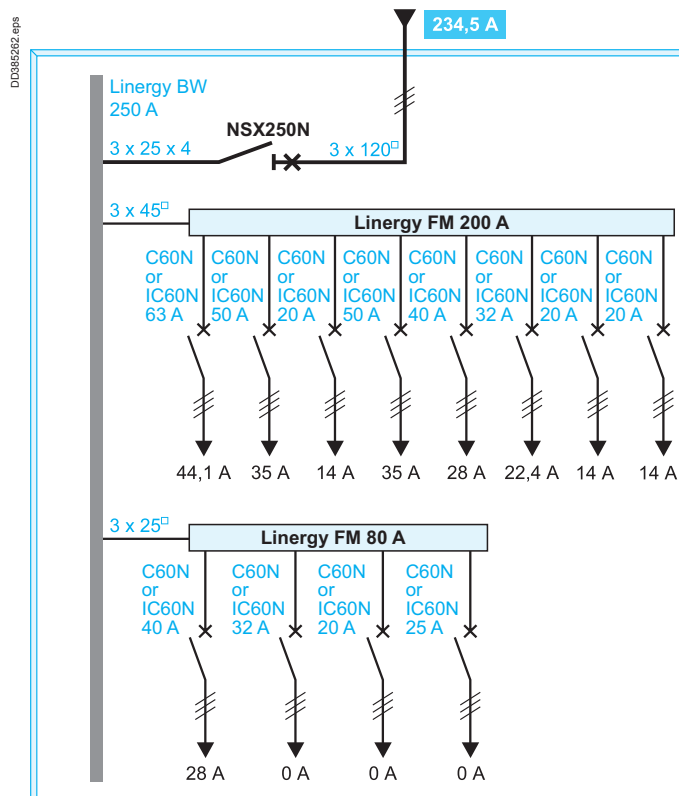 DD385262.eps
234,5 A
Linergy BW
250 A
NSX250N
3 x 25 x 4
3 x 120□
3 x 45□
Linergy FM 200 A
C60N C60N C60N C60N C60N C60N C60N C60N
or or or or or or or or
IC60N IC60N IC60N IC60N IC60N IC60N IC60N IC60N
63 A 50 A 20 A 50 A 40 A 32 A 20 A 20 A
44,1 A 35 A 14 A 35 A 28 A 22,4 A 14 A 14 A
3 x 25□
Linergy FM 80 A
C60N C60N C60N C60N
or or or or
IC60N IC60N IC60N IC60N
40 A 32 A 20 A 25 A
28 A 0 A 0 A 0 A